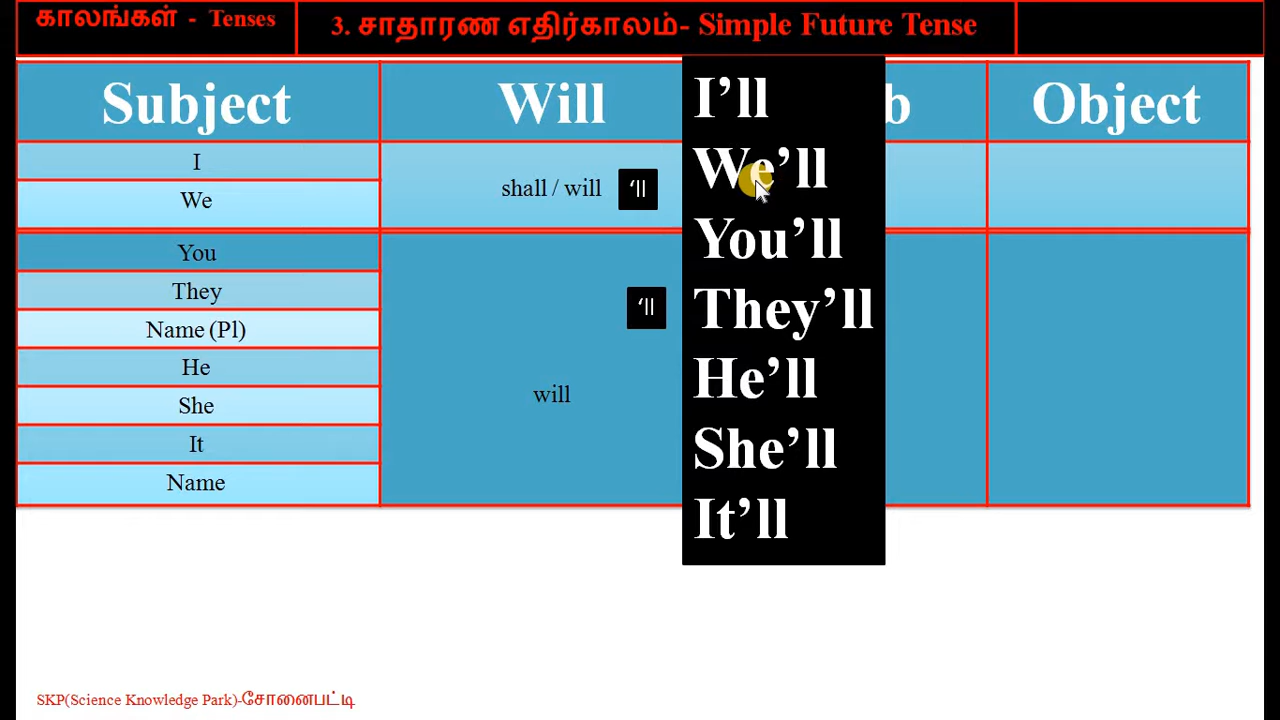 காலங்கள் - Tenses
3. சாதாரண எதிர்காலம்- Simple Future Tense
Subject
Will
b
Object
I
We
shall / will
‘ll
You
They
Name (Pl)
He
She
It
Name
will
‘ll
I’ll
We’ll
You’ll
They’ll
He’ll
She’ll
It’ll
SKP(Science Knowledge Park)-சோனைபட்டி